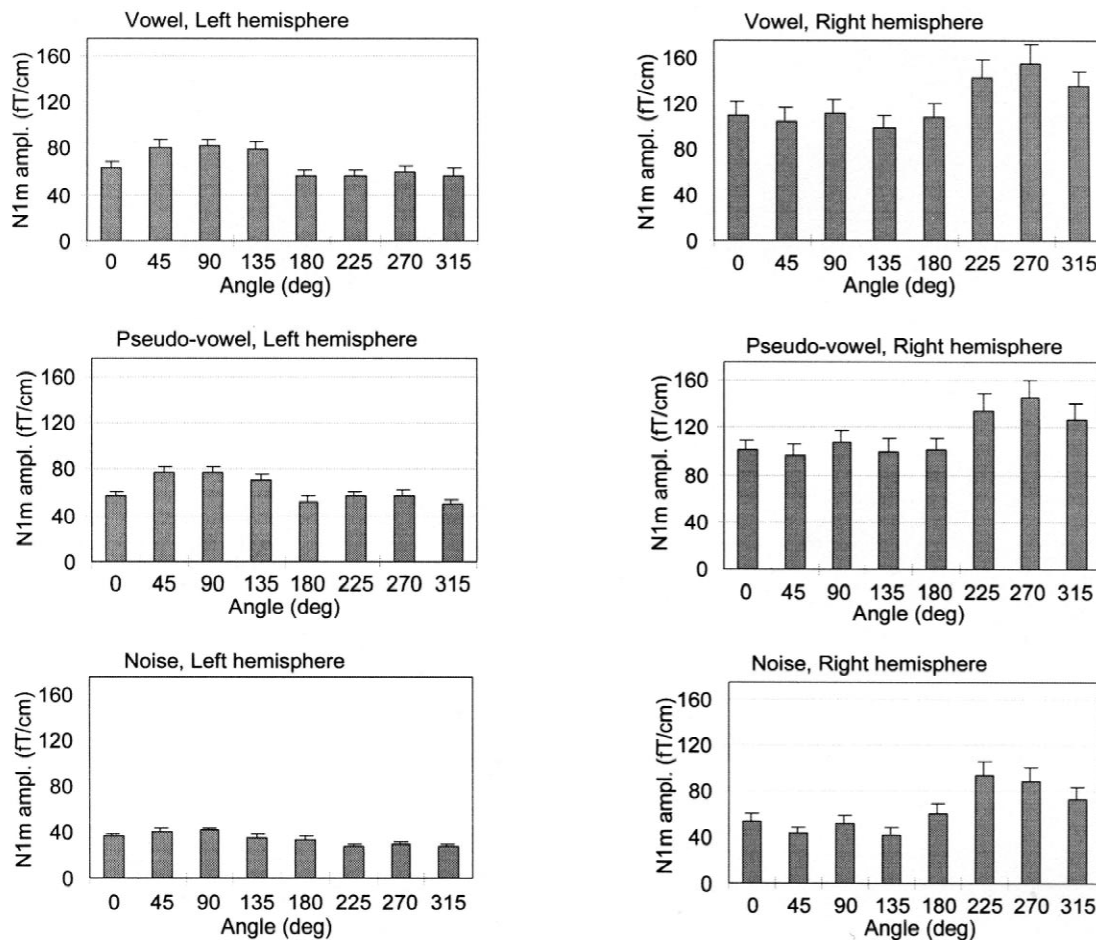 Vowel, Left hemisphere
N1m ampl. (fT/cm)
160
120
80
40
0
0 45 90 135 180 225 270 315
Angle (deg)
Vowel, Right hemisphere
N1m ampl. (fT/cm)
160
120
80
40
0
0 45 90 135 180 225 270 315
Angle (deg)
Pseudo-vowel, Left hemisphere
N1m ampl. (fT/cm)
160
120
80
40
0
0 45 90 135 180 225 270 315
Angle (deg)
Pseudo-vowel, Right hemisphere
N1m ampl. (fT/cm)
160
120
80
40
0
0 45 90 135 180 225 270 315
Angle (deg)
Noise, Left hemisphere
N1m ampl. (fT/cm)
160
120
80
40
0
0 45 90 135 180 225 270 315
Angle (deg)
Noise, Right hemisphere
N1m ampl. (fT/cm)
160
120
80
40
0
0 45 90 135 180 225 270 315
Angle (deg)